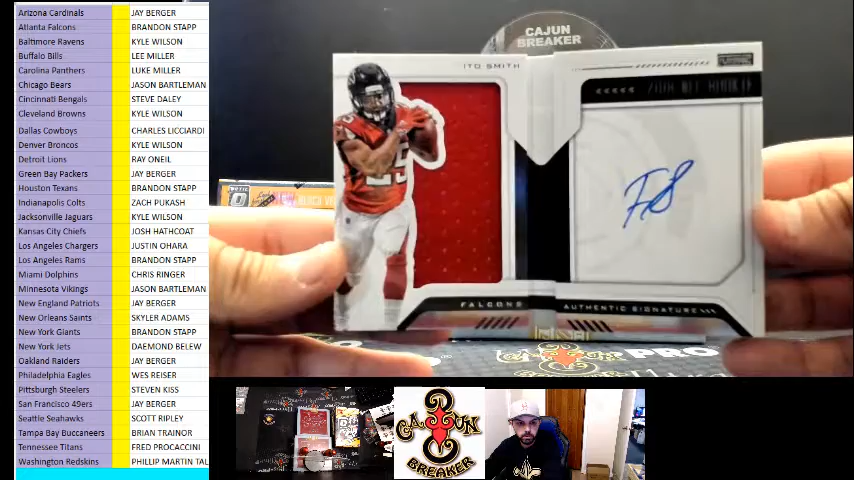 Arizona Cardinals JAY BERGER
Atlanta Falcons BRANDON STAPP
Baltimore Ravens KYLE WILSON
Buffalo Bills LEE MILLER
Carolina Panthers LUKE MILLER
Chicago Bears JASON BARTLEMAN
Cincinnati Bengals STEVE DALEY
Cleveland Browns KYLE WILSON
Dallas Cowboys CHARLES LICCIARDI
Denver Broncos KYLE WILSON
Detroit Lions RAY ONEIL
Green Bay Packers JAY BERGER
Houston Texans BRANDON STAPP
Indianapolis Colts ZACH PUKASH
Jacksonville Jaguars KYLE WILSON
Kansas City Chiefs JOSH HATHCOAT
Los Angeles Chargers JUSTIN OHARA
Los Angeles Rams BRANDON STAPP
Miami Dolphins CHRIS RINGER
Minnesota Vikings JASON BARTLEMAN
New England Patriots JAY BERGER
New Orleans Saints SKYLER ADAMS
New York Giants BRANDON STAPP
New York Jets DAEMOND BELEW
Oakland Raiders JAY BERGER
Philadelphia Eagles WES REISER
Pittsburgh Steelers STEVEN KISS
San Francisco 49ers JAY BERGER
Seattle Seahawks SCOTT RIPLEY
Tampa Bay Buccaneers BRIAN TRAINOR
Tennessee Titans FRED PROCACCINI
Washington Redskins PHILLIP MARTIN TAL
CAJUN
BREAKER
ITO SMITH
25
FALCONS
AUTHENTIC SIGNATURE
PRO
CAJUN
BREAKER